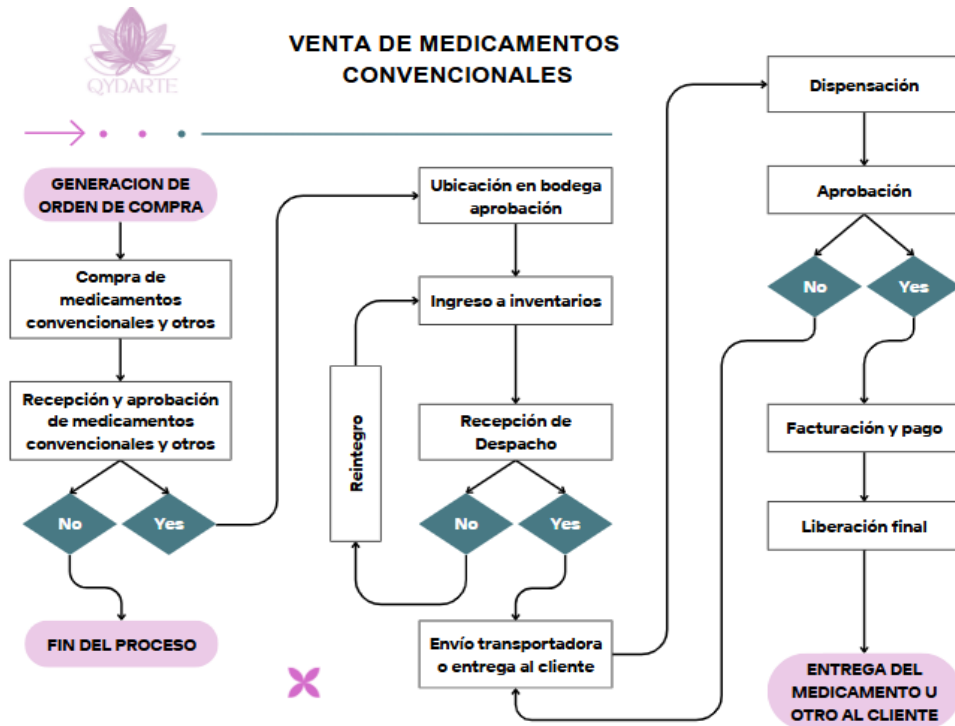 QYDARTE
VENTA DE MEDICAMENTOS
CONVENCIONALES
GENERACION DE
ORDEN DE COMPRA
Compra de
medicamentos
convencionales y otros
Recepción y aprobación
de medicamentos
convencionales y otros
No
Yes
FIN DEL PROCESO
Ubicación en bodega
aprobación
Ingreso a inventarios
Reintegro
Recepción de
Despacho
No
Yes
Envío transportadora
o entrega al cliente
Dispensación
Aprobación
No
Yes
Facturación y pago
Liberación final
ENTREGA DEL
MEDICAMENTO U
OTRO AL CLIENTE